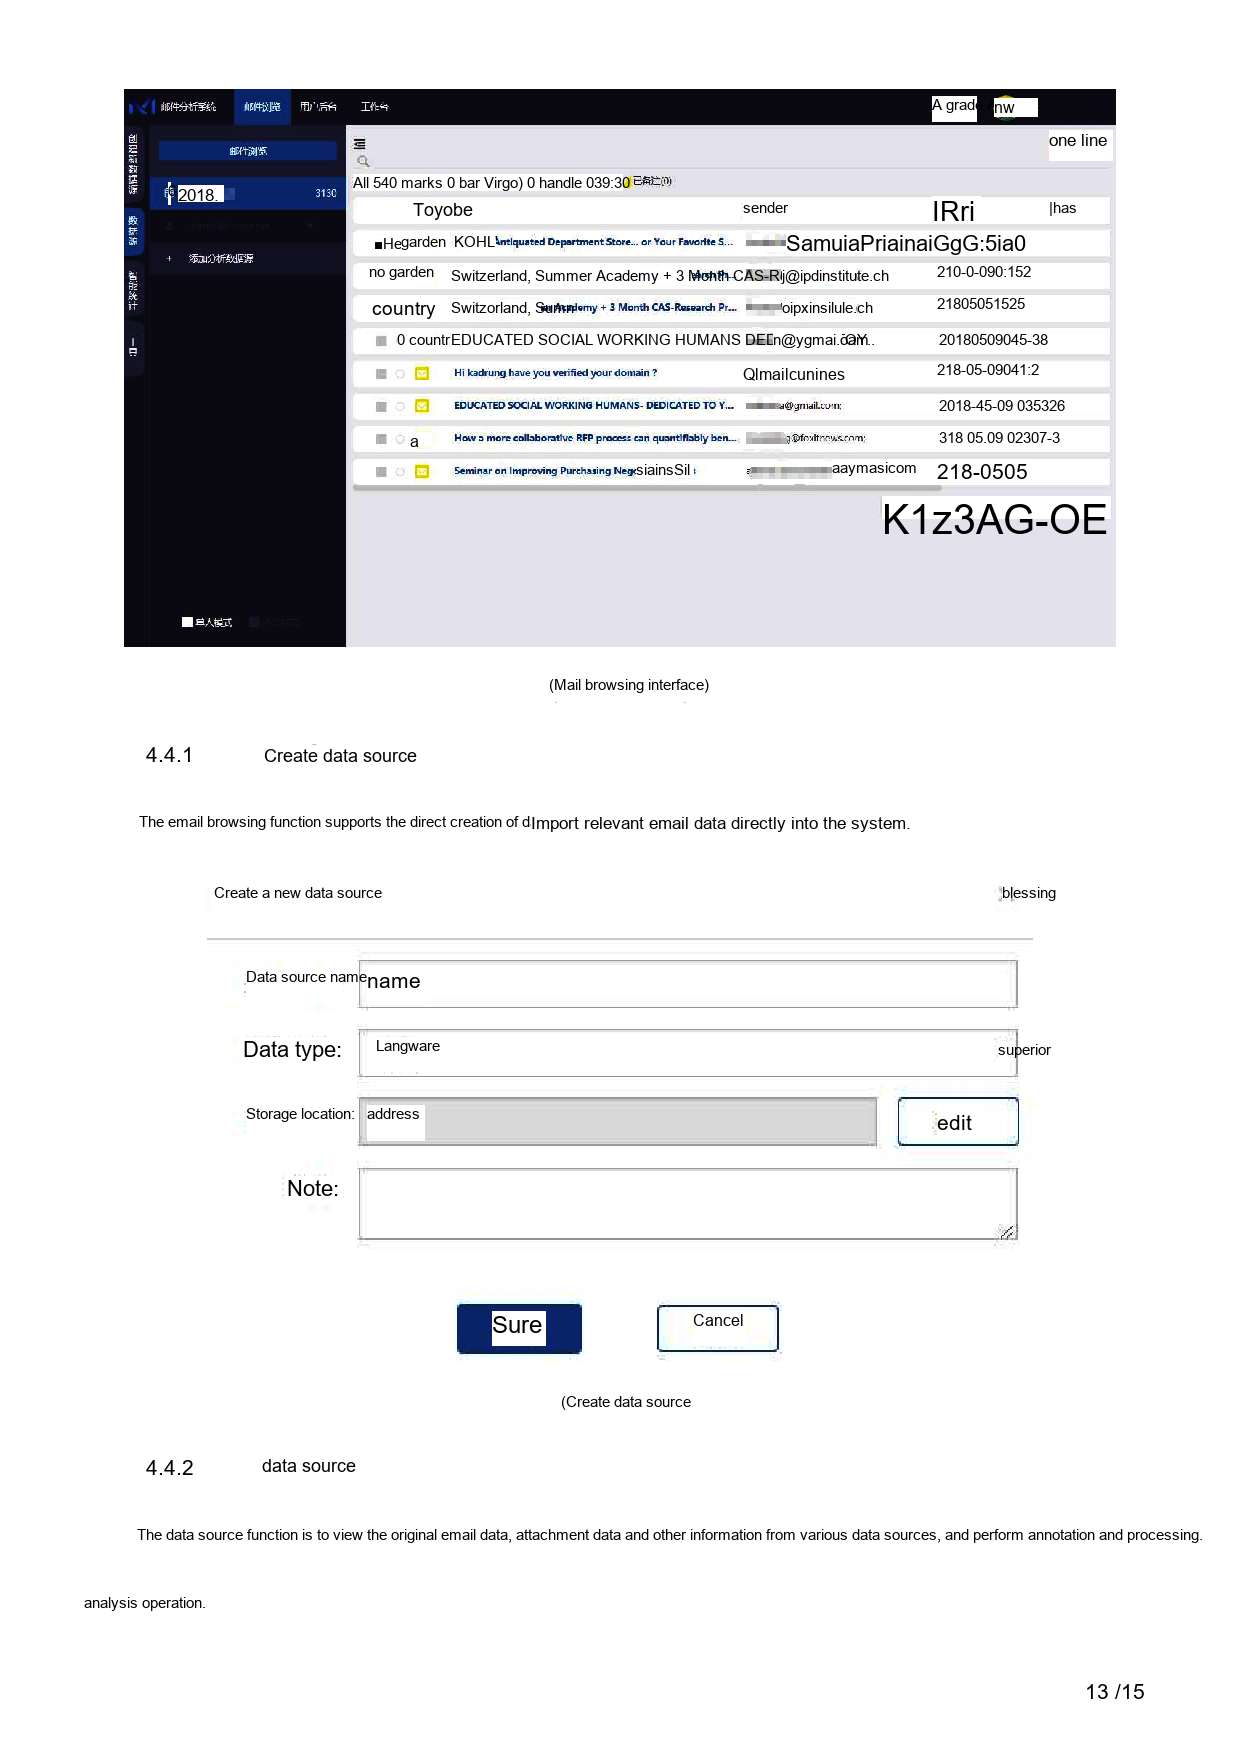 邮件分析系统 邮件浏览 用户后台 工作台 A grade nw
邮件浏览 one line
2018. 3130
All 540 marks 0 bar Virgo) 0 handle 039:30 已备注(0)
Toyobe sender IRri |has
■Hegarden KOHL Antiquated Department Store... or Your Favorite S... SamuiaPriainaiGgG:5ia0
添加分析数据源
no garden Switzerland, Summer Academy + 3 Month CAS-Rij@ipdinstitute.ch 210-0-090:152
country Switzorland, Sumn Academy + 3 Month CAS-Research Pr... oipxinsilule.ch 21805051525
0 countr EDUCATED SOCIAL WORKING HUMANS DEDn@ygmai. 20180509045-38
Hi kadrung have you verified your domain ? Qlmailcunines 218-05-09041:2
EDUCATED SOCIAL WORKING HUMANS- DEDICATED TO Y... a@gmail.com; 2018-45-09 035326
a How a more collaborative RFP process can quantifiably ben... @foxitnews.com; 318 05.09 02307-3
Seminar on Improving Purchasing Neg siainsSil aaymasicom 218-0505
K1z3AG-OE
单人模式
(Mail browsing interface)
4.4.1 Create data source
The email browsing function supports the direct creation of dImport relevant email data directly into the system.
Create a new data source blessing
Data source name name
Data type: Langware superior
Storage location: address edit
Note:
Sure Cancel
(Create data source
4.4.2 data source
The data source function is to view the original email data, attachment data and other information from various data sources, and perform annotation and processing.
analysis operation.
13 /15